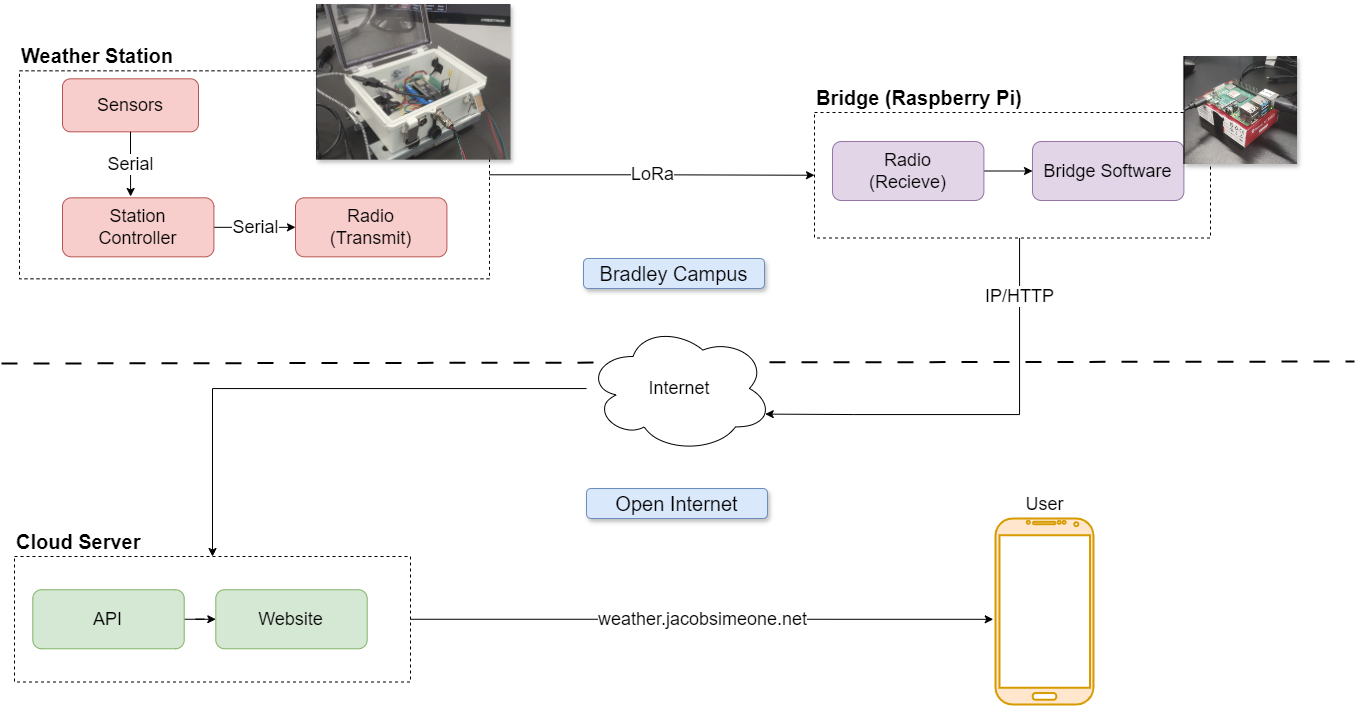 Weather Station
Sensors
Serial
Station
Controller
Serial
Radio
(Transmit)
LoRa
Bridge (Raspberry Pi)
Radio
(Recieve)
Bridge Software
Bradley Campus
IP/HTTP
Internet
Open Internet
Cloud Server
API
Website
weather.jacobsimeone.net
User